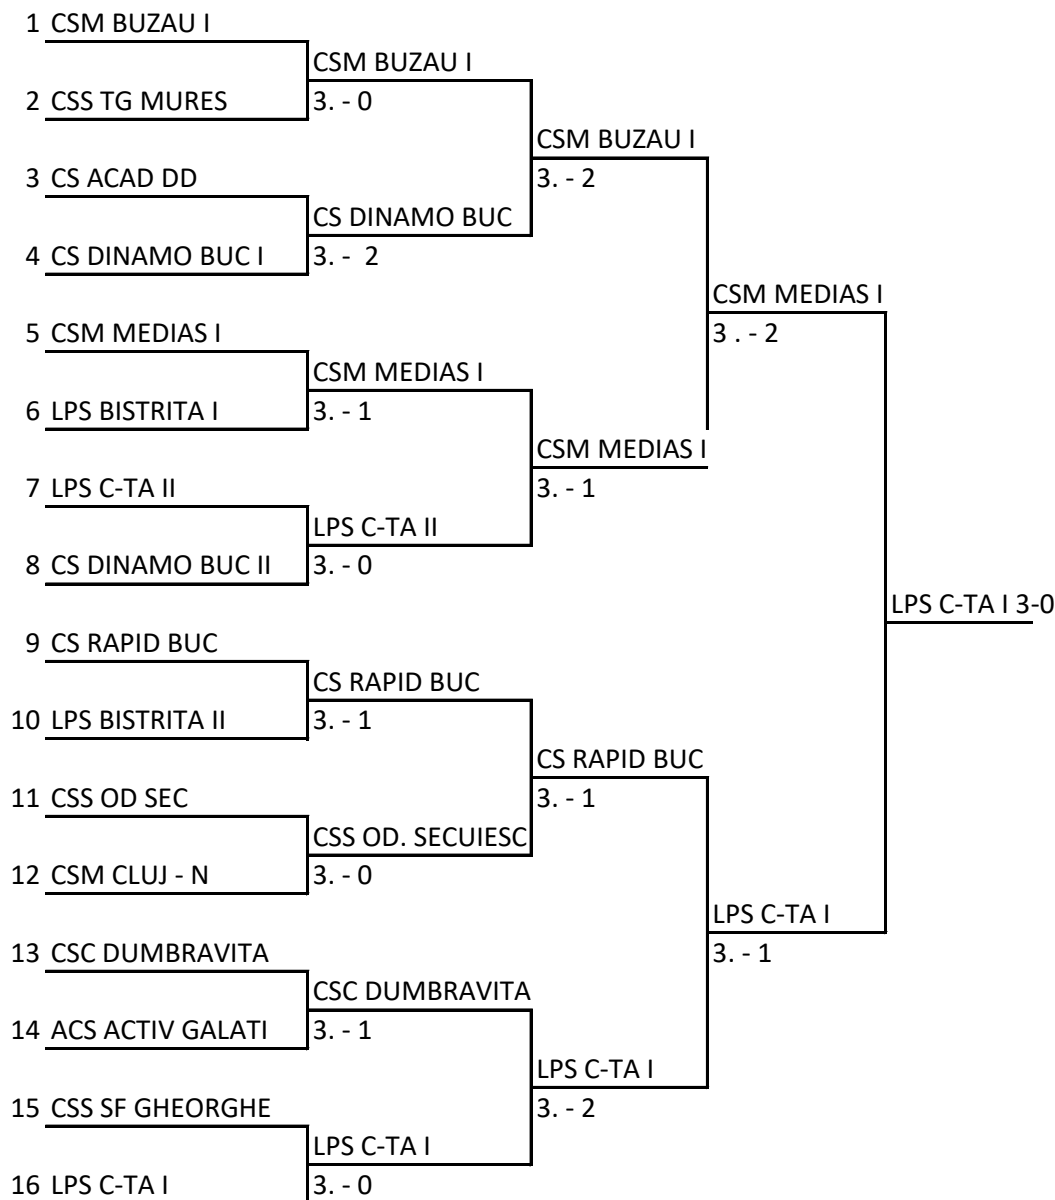 1 CSM BUZAU I
CSM BUZAU I
2 CSS TG MURES
3. - 0
CSM BUZAU I
3 CS ACAD DD
3. - 2
CS DINAMO BUC
4 CS DINAMO BUC I
3. - 2
CSM MEDIAS I
5 CSM MEDIAS I
3 . - 2
CSM MEDIAS I
6 LPS BISTRITA I
3. - 1
CSM MEDIAS I
7 LPS C-TA II
3. - 1
LPS C-TA II
8 CS DINAMO BUC II
3. - 0
LPS C-TA I 3-0
9 CS RAPID BUC
CS RAPID BUC
10 LPS BISTRITA II
3. - 1
CS RAPID BUC
11 CSS OD SEC
3. - 1
CSS OD. SECUIESC
12 CSM CLUJ - N
3. - 0
LPS C-TA I
13 CSC DUMBRAVITA
3. - 1
CSC DUMBRAVITA
14 ACS ACTIV GALATI
3. - 1
LPS C-TA I
15 CSS SF GHEORGHE
3. - 2
LPS C-TA I
16 LPS C-TA I
3. - 0